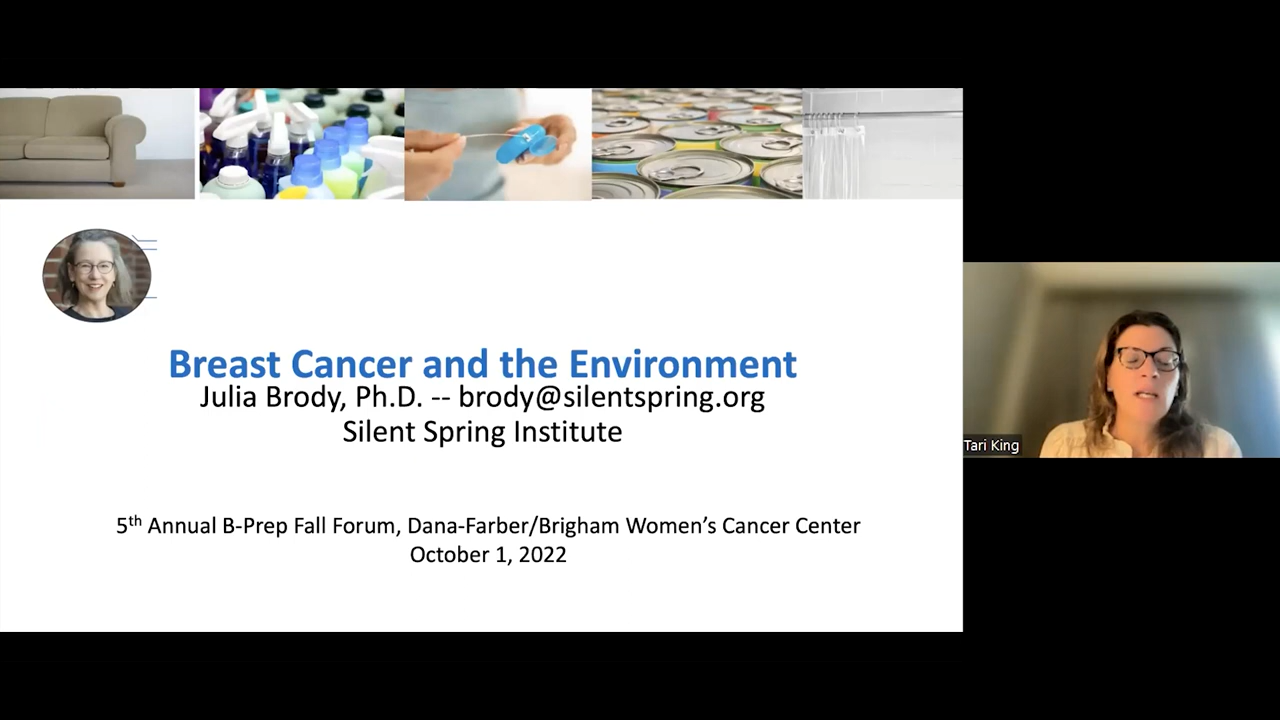 Breast Cancer and the Environment
Julia Brody, Ph.D. -- brody@silentspring.org
Silent Spring Institute
5th Annual B-Prep Fall Forum, Dana-Farber/Brigham Women's Cancer Center
October 1, 2022
Tari King